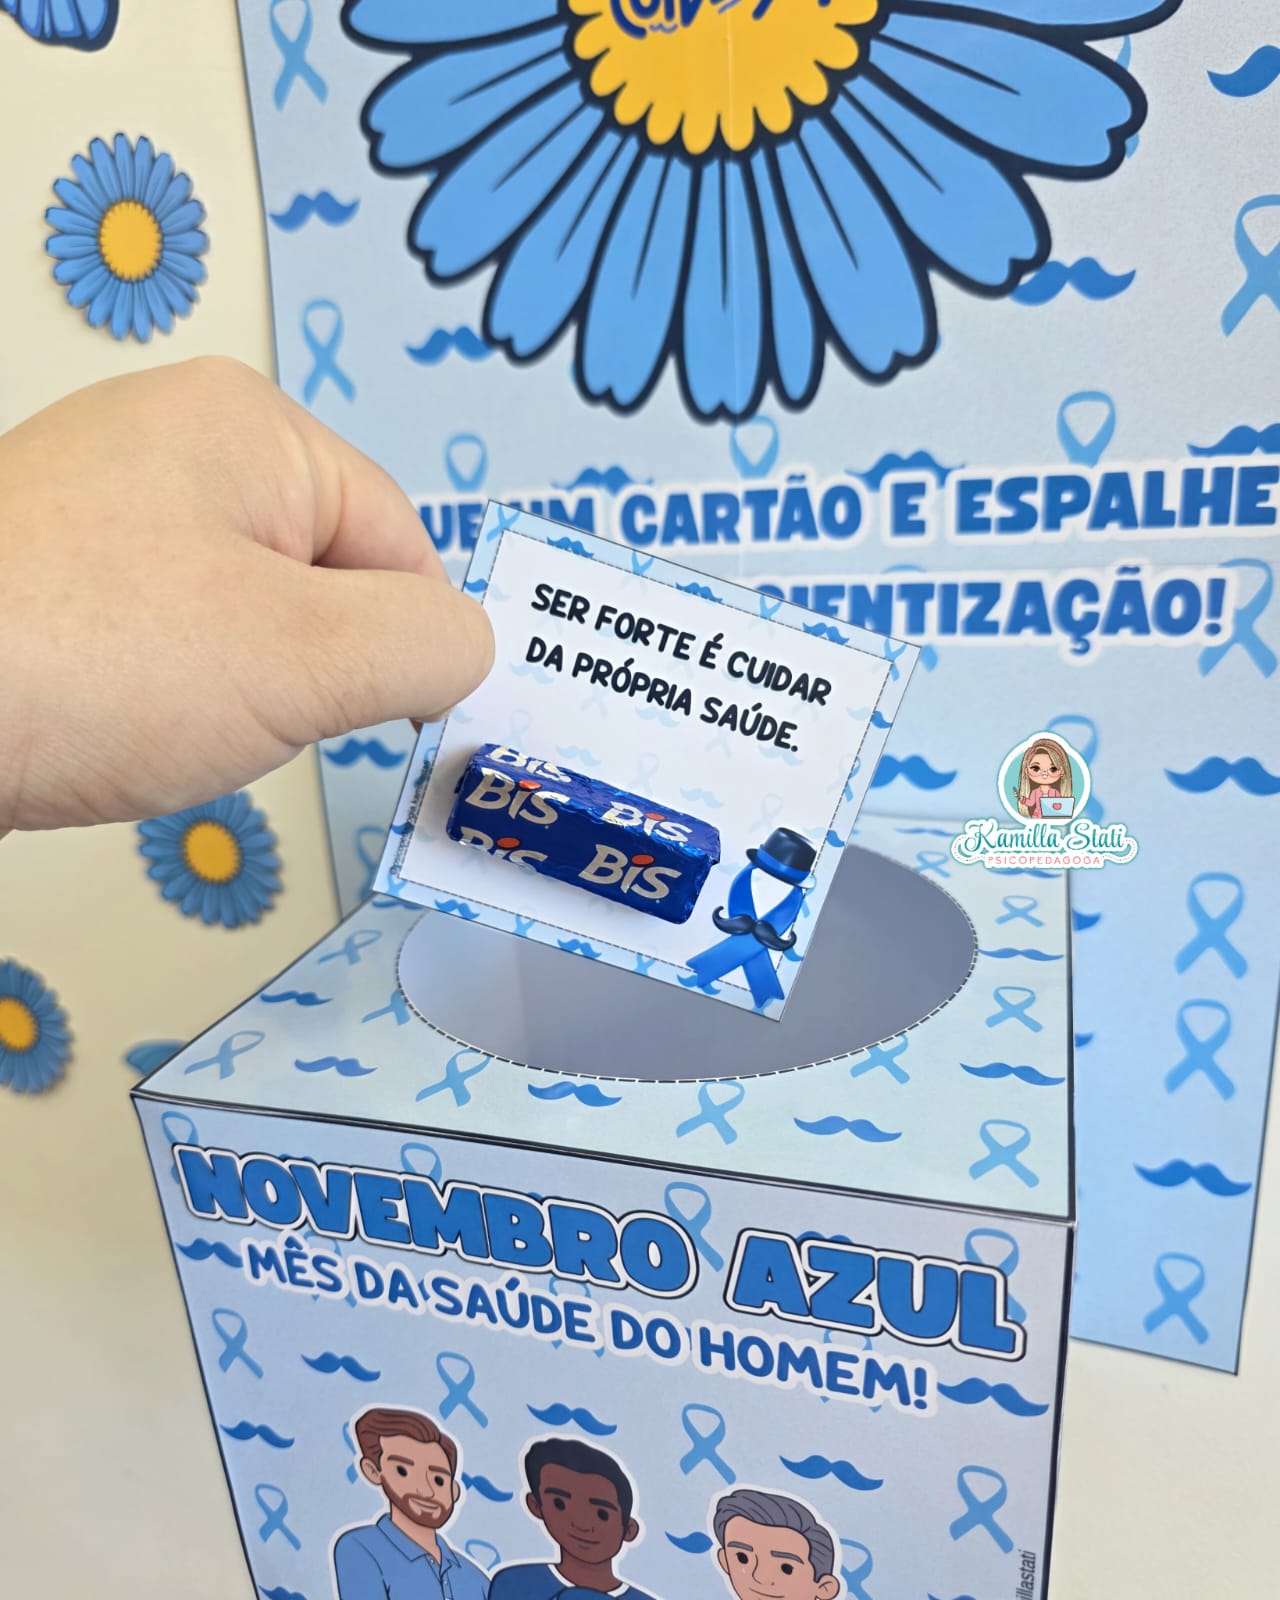 UM CARTÃO E ESPALHE
SER FORTE É CUIDAR
DA PRÓPRIA SAÚDE.
Bis
Bis
Bis
Bis
Bis
Kamilla Stati
PSICOPEDAGOGA
NOVEMBRO AZUL
MÊS DA SAÚDE DO HOMEM!